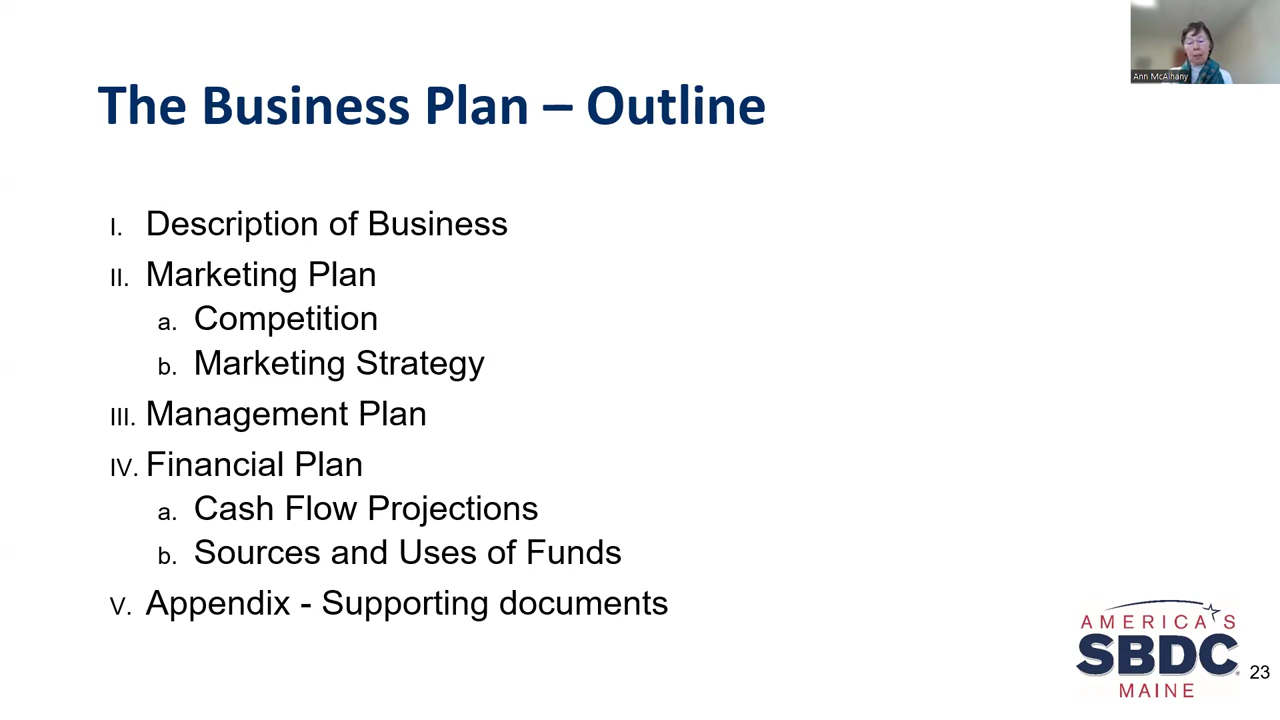 Ann McAlhany
The Business Plan – Outline
I. Description of Business
II. Marketing Plan
a. Competition
b. Marketing Strategy
III. Management Plan
IV. Financial Plan
a. Cash Flow Projections
b. Sources and Uses of Funds
V. Appendix - Supporting documents
AMERICA'S
SBDC®
MAINE
23